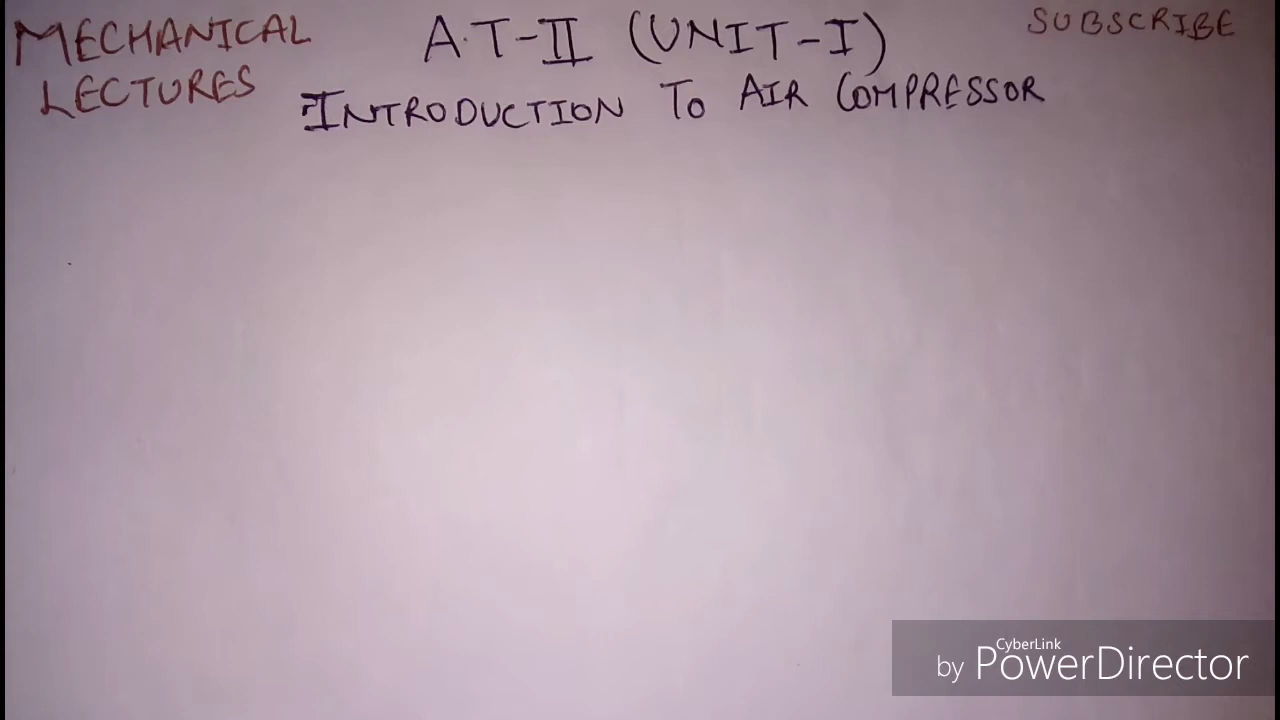 MECHANICAL
LECTURES
A.T-II (UNIT-I)
INTRODUCTION TO AIR COMPRESSOR
SUBSCRIBE
CyberLink
by PowerDirector